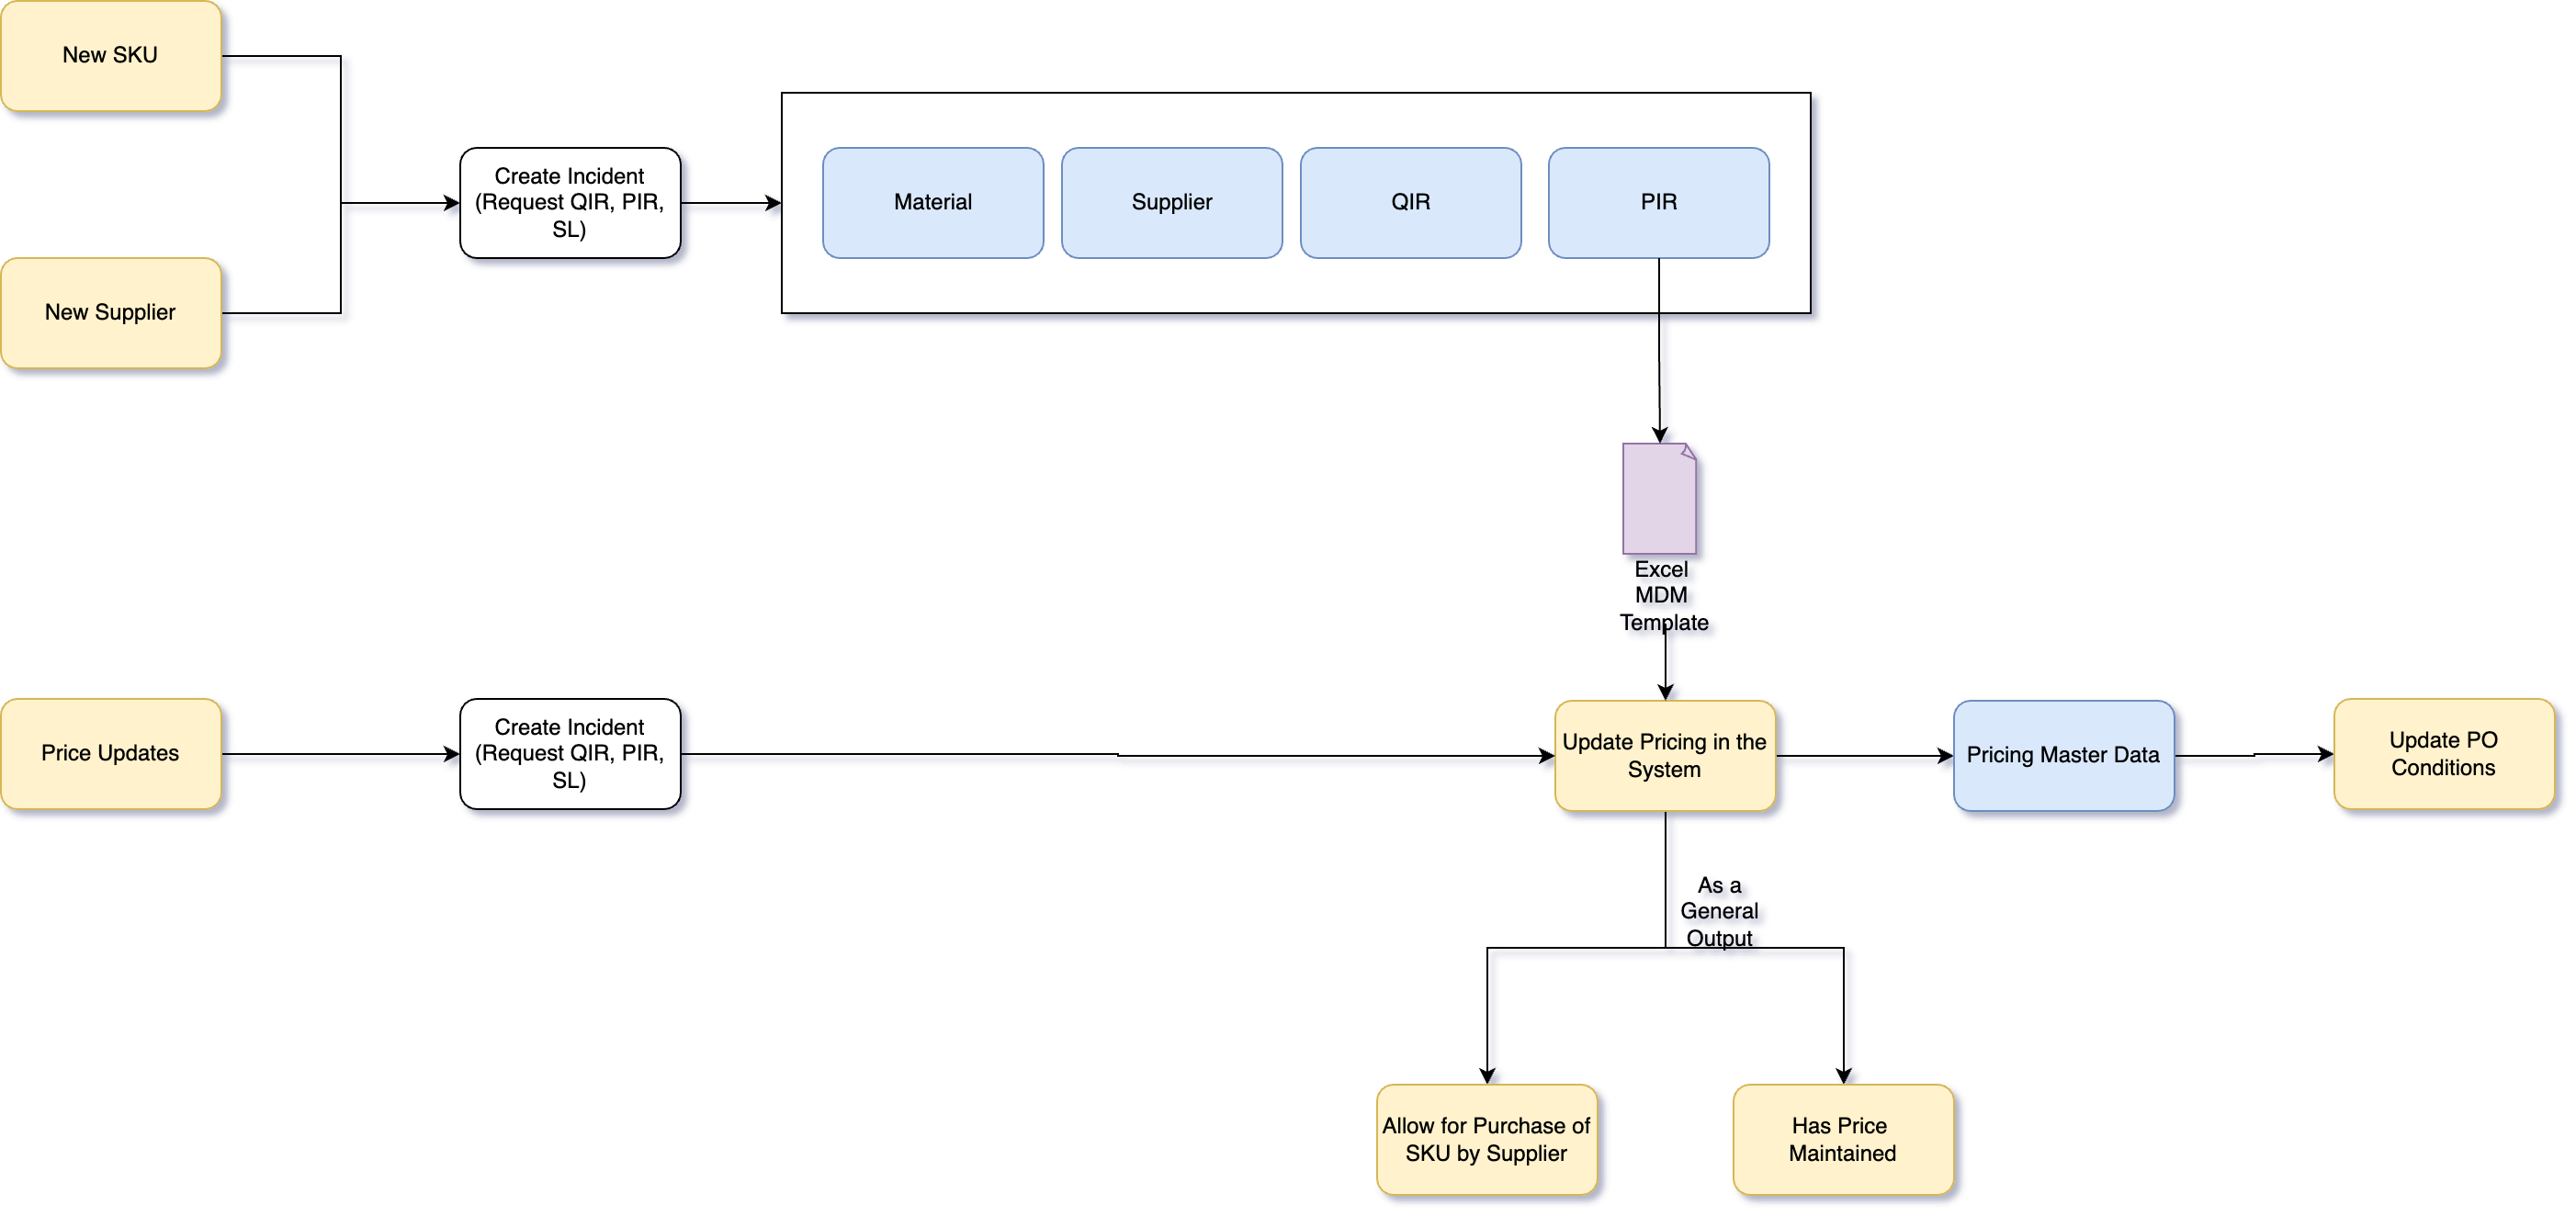 New SKU
Create Incident
(Request QIR, PIR,
SL)
Material
Supplier
QIR
PIR
New Supplier
Excel
MDM
Template
Price Updates
Create Incident
(Request QIR, PIR,
SL)
Update Pricing in the
System
Pricing Master Data
Update PO
Conditions
As a
General
Output
Allow for Purchase of
SKU by Supplier
Has Price
Maintained